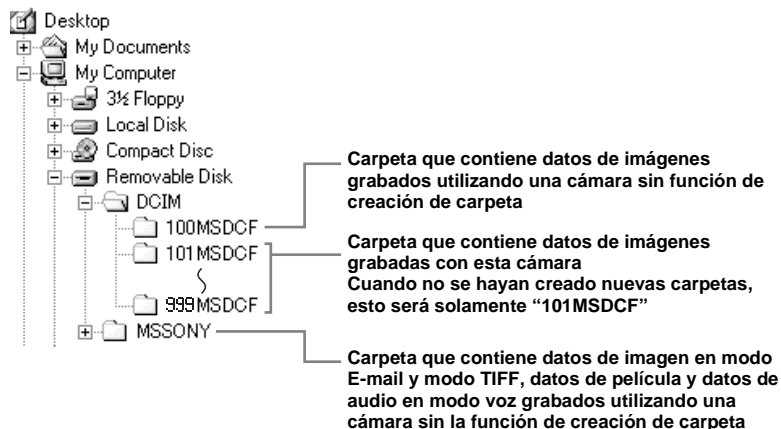 Desktop
My Documents
My Computer
3½ Floppy
Local Disk
Compact Disc
Removable Disk
DCIM
100MSDCF
101MSDCF
999MSDCF
MSSONY
Carpeta que contiene datos de imágenes
grabados utilizando una cámara sin función de
creación de carpeta
Carpeta que contiene datos de imágenes
grabadas con esta cámara
Cuando no se hayan creado nuevas carpetas,
esto será solamente “101MSDCF”
Carpeta que contiene datos de imagen en modo
E-mail y modo TIFF, datos de película y datos de
audio en modo voz grabados utilizando una
cámara sin la función de creación de carpeta